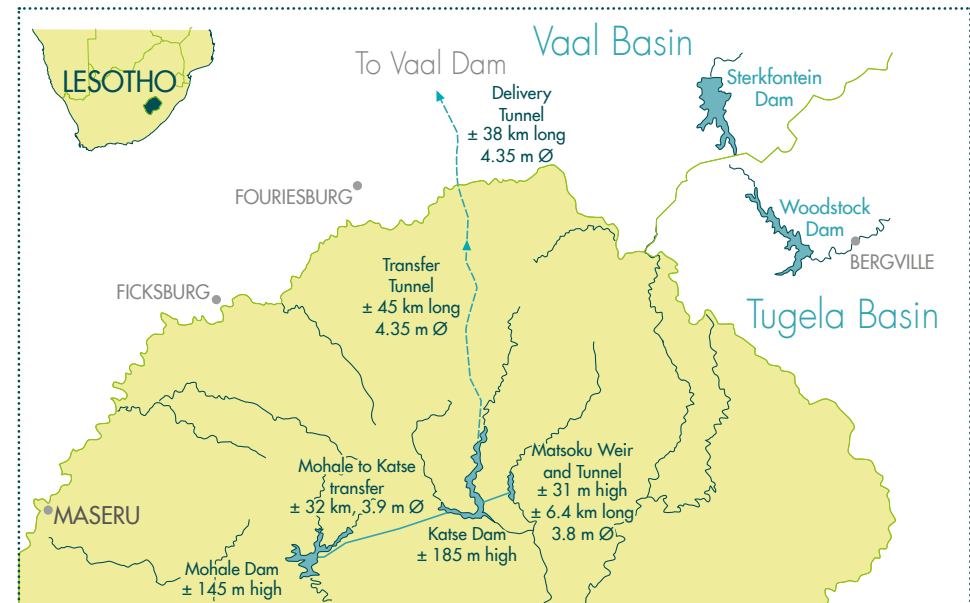 LESOTHO
To Vaal Dam
Vaal Basin
Delivery
Tunnel
± 38 km long
4.35 m Ø
Sterkfontein
Dam
FOURIESBURG
Woodstock
Dam
BERGVILLE
Transfer
Tunnel
± 45 km long
4.35 m Ø
FICKSBURG
Tugela Basin
Mohale to Katse
transfer
± 32 km, 3.9 m Ø
Matsoku Weir
and Tunnel
± 31 m high
± 6.4 km long
3.8 m Ø
MASERU
Katse Dam
± 185 m high
Mohale Dam
± 145 m high